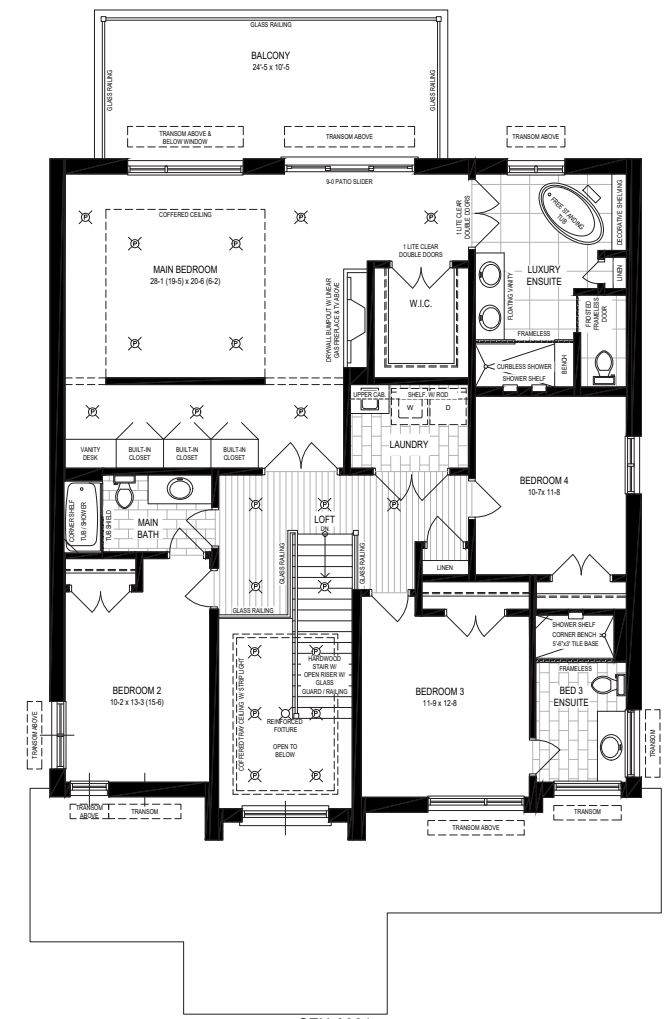 GLASS RAILING
BALCONY
24'-5 x 10'-5
GLASS RAILING
GLASS RAILING
TRANSOM ABOVE &
BELOW WINDOW
TRANSOM ABOVE
TRANSOM ABOVE
9-0 PATIO SLIDER
COFFERED CEILING
P
P
P
P
P
MAIN BEDROOM
28-1 (19-5) x 20-6 (6-2)
P
P
P
P
P
1 LITE CLEAR
DOUBLE DOORS
1 LITE CLEAR
DOUBLE DOORS
W.I.C.
DRYWALL BUMPOUT W/ LINEAR
GAS FIREPLACE & TV ABOVE
FREE STANDING
TUB
DECORATIVE SHELVING
LUXURY
ENSUITE
LINEN
FLOATING VANITY
FROSTED
FRAMELESS
DOOR
FRAMELESS
CURBLESS SHOWER
SHOWER SHELF
BENCH
VANITY
DESK
BUILT-IN
CLOSET
BUILT-IN
CLOSET
BUILT-IN
CLOSET
UPPER CAB.
SHELF W/ ROD
W
D
LAUNDRY
BEDROOM 4
10-7x 11-8
CORNER SHELF
TUB / SHOWER
TUB SHIELD
MAIN
BATH
P
P
P
LOFT
DN.
P
P
GLASS RAILING
GLASS RAILING
GLASS RAILING
LINEN
SHOWER SHELF
CORNER BENCH
5'-6"x3' TILE BASE
FRAMELESS
BED 3
ENSUITE
BEDROOM 2
10-2 x 13-3 (15-6)
COFFERED TRAY CEILING W/ STRIP LIGHT
P
P
P
P
P
P
HARDWOOD
STAIR W/
OPEN RISER W/
GLASS
GUARD / RAILING
REINFORCED
FIXTURE
OPEN TO
BELOW
BEDROOM 3
11-9 x 12-8
TRANSOM ABOVE
TRANSOM
TRANSOM
ABOVE
TRANSOM
TRANSOM ABOVE
TRANSOM